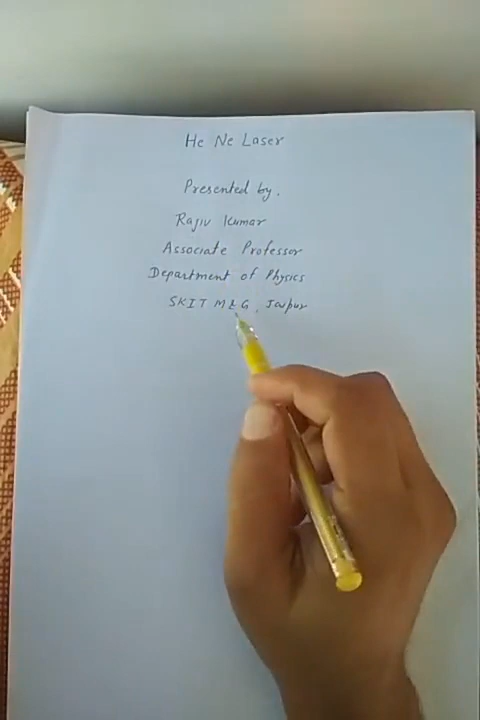 He Ne Laser
Presented by.
Rajiv Kumar
Associate Professor
Department of Physics
SKIT M&G, Jaipur